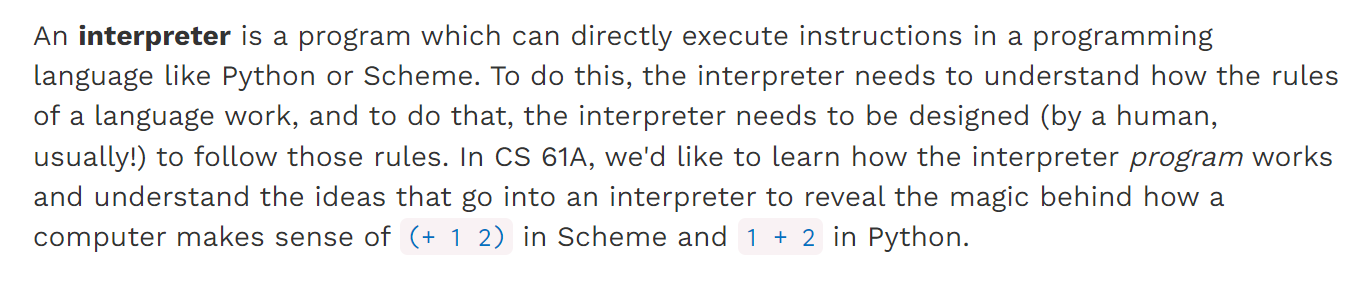 An interpreter is a program which can directly execute instructions in a programming
language like Python or Scheme. To do this, the interpreter needs to understand how the rules
of a language work, and to do that, the interpreter needs to be designed (by a human,
usually!) to follow those rules. In CS 61A, we'd like to learn how the interpreter program works
and understand the ideas that go into an interpreter to reveal the magic behind how a
computer makes sense of (+ 1 2) in Scheme and 1 + 2 in Python.